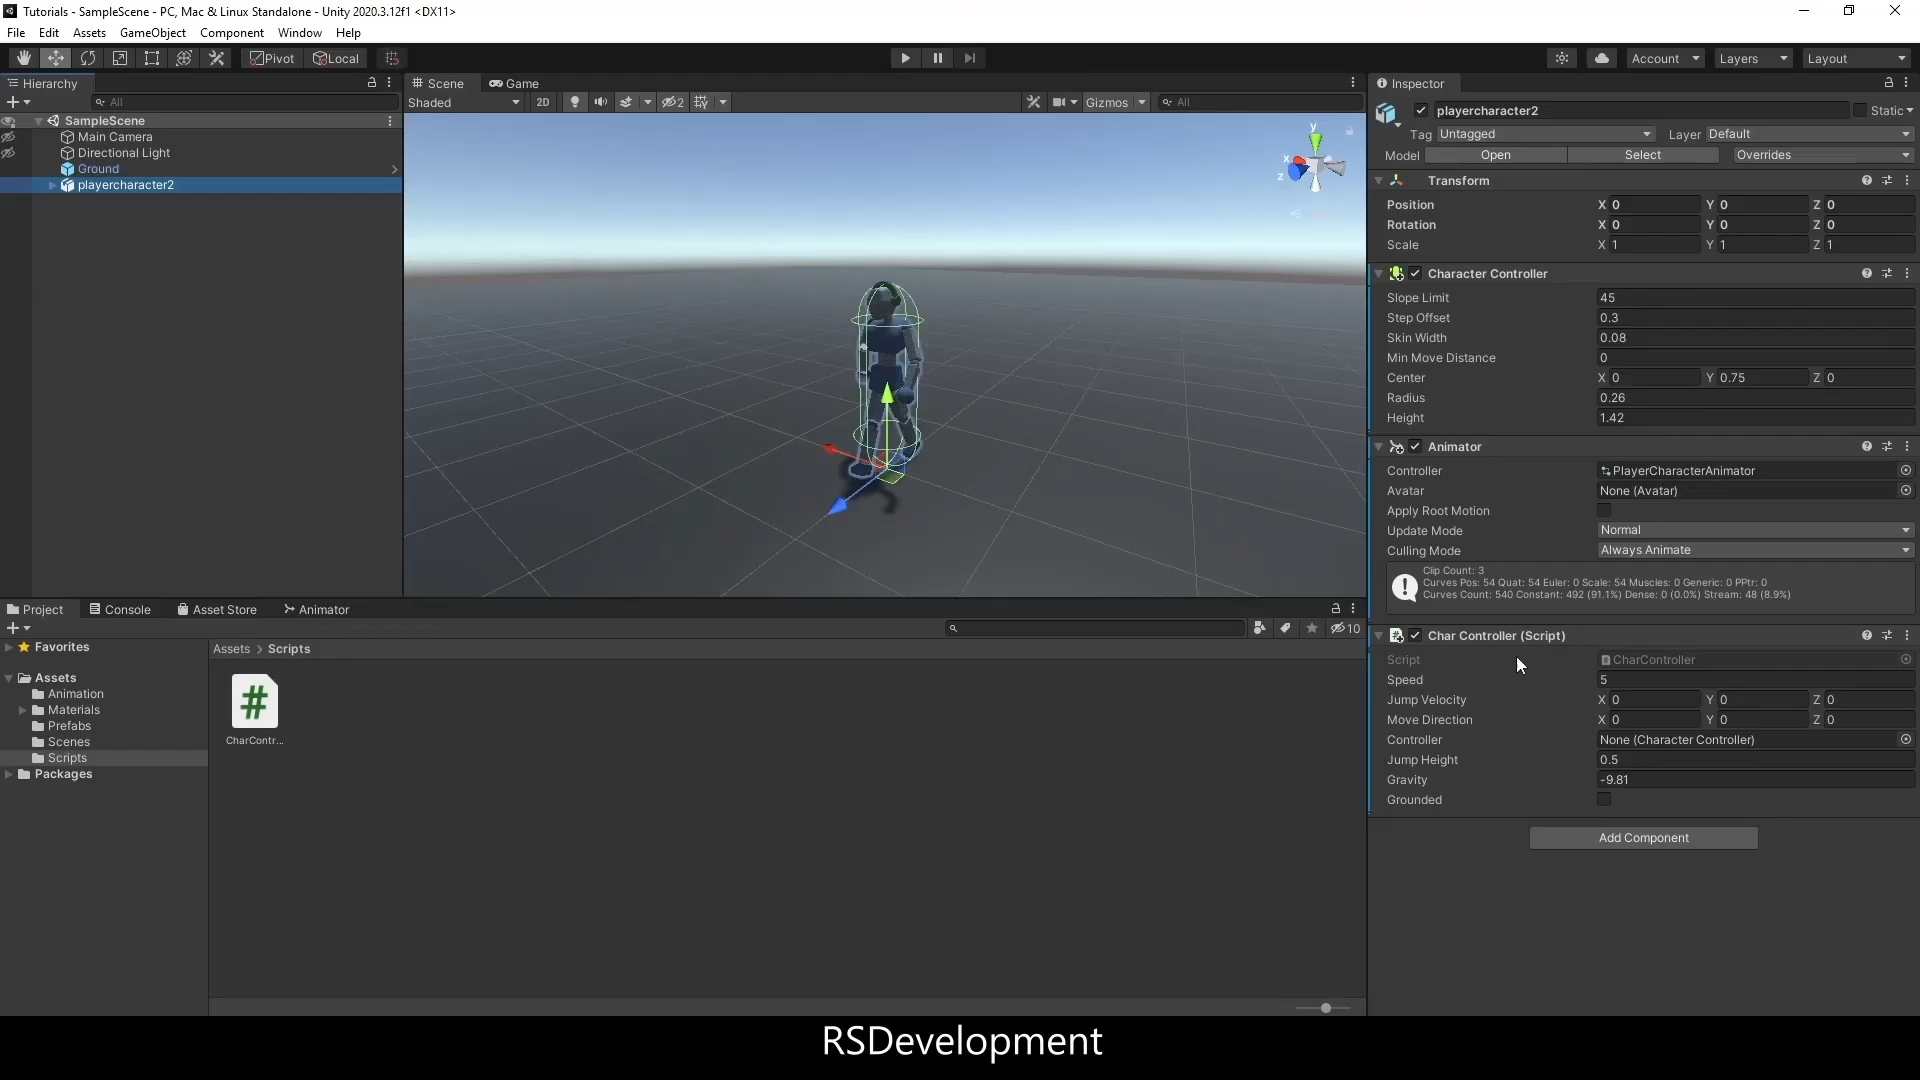 Tutorials - SampleScene - PC, Mac & Linux Standalone - Unity 2020.3.12f1 <DX11>
File Edit Assets GameObject Component Window Help
Pivot Local
Account Layers Layout
Hierarchy
All
SampleScene
Main Camera
Directional Light
Ground
playercharacter2
Scene Game
Shaded 2D 2 Gizmos All
y
x
z
Inspector
playercharacter2 Static
Tag Untagged Layer Default
Model Open Select Overrides
Transform
Position X 0 Y 0 Z 0
Rotation X 0 Y 0 Z 0
Scale X 1 Y 1 Z 1
Character Controller
Slope Limit 45
Step Offset 0.3
Skin Width 0.08
Min Move Distance 0
Center X 0 Y 0.75 Z 0
Radius 0.26
Height 1.42
Animator
Controller PlayerCharacterAnimator
Avatar None (Avatar)
Apply Root Motion
Update Mode Normal
Culling Mode Always Animate
Clip Count: 3
Curves Pos: 54 Quat: 54 Euler: 0 Scale: 54 Muscles: 0 Generic: 0 PPtr: 0
Curves Count: 540 Constant: 492 (91.1%) Dense: 0 (0.0%) Stream: 48 (8.9%)
Char Controller (Script)
Script CharController
Speed 5
Jump Velocity X 0 Y 0 Z 0
Move Direction X 0 Y 0 Z 0
Controller None (Character Controller)
Jump Height 0.5
Gravity -9.81
Grounded
Add Component
Project Console Asset Store Animator
10
Favorites
Assets
Animation
Materials
Prefabs
Scenes
Scripts
Packages
Assets > Scripts
#
CharContr...
RSDevelopment